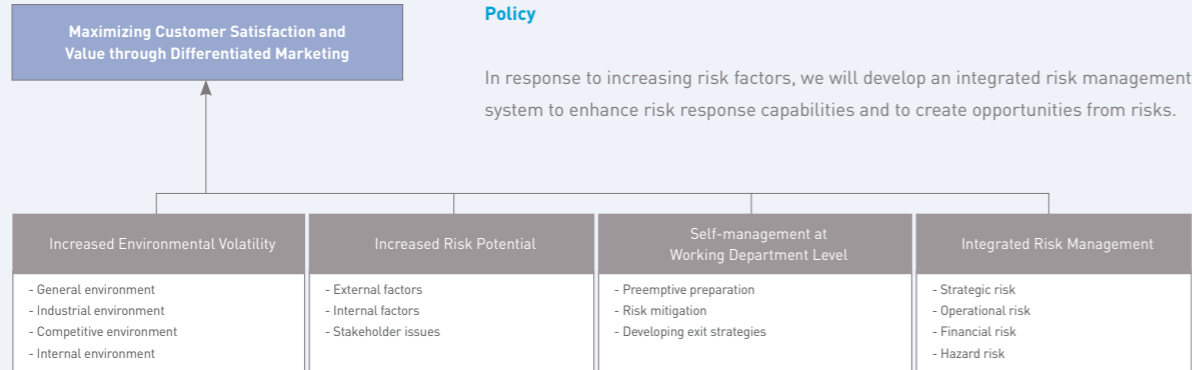 Maximizing Customer Satisfaction and
Value through Differentiated Marketing
Policy
In response to increasing risk factors, we will develop an integrated risk management
system to enhance risk response capabilities and to create opportunities from risks.
Increased Environmental Volatility
- General environment
- Industrial environment
- Competitive environment
- Internal environment
Increased Risk Potential
- External factors
- Internal factors
- Stakeholder issues
Self-management at
Working Department Level
- Preemptive preparation
- Risk mitigation
- Developing exit strategies
Integrated Risk Management
- Strategic risk
- Operational risk
- Financial risk
- Hazard risk